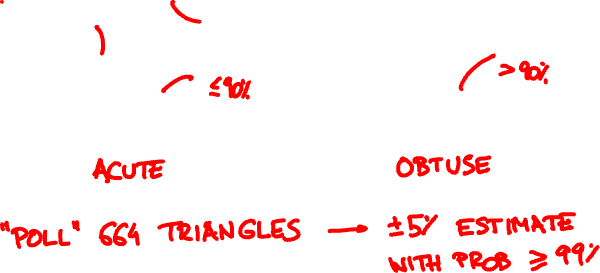 ≤90% >90%
ACUTE OBTUSE
"POLL" 664 TRIANGLES → ±5% ESTIMATE
WITH PROB ≥ 99%